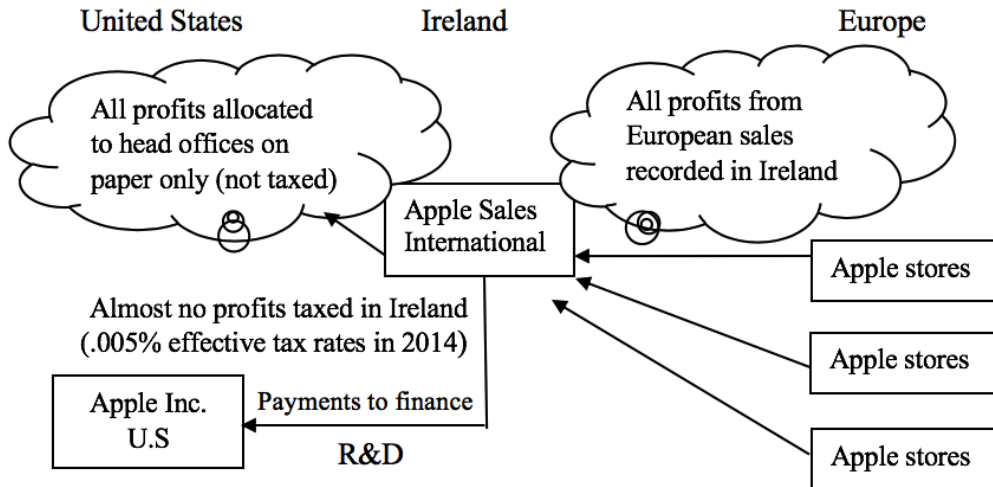 United States
Ireland
Europe
All profits allocated
to head offices on
paper only (not taxed)
All profits from
European sales
recorded in Ireland
Apple Sales
International
Apple stores
Almost no profits taxed in Ireland
(.005% effective tax rates in 2014)
Apple stores
Apple Inc.
U.S
Payments to finance
R&D
Apple stores